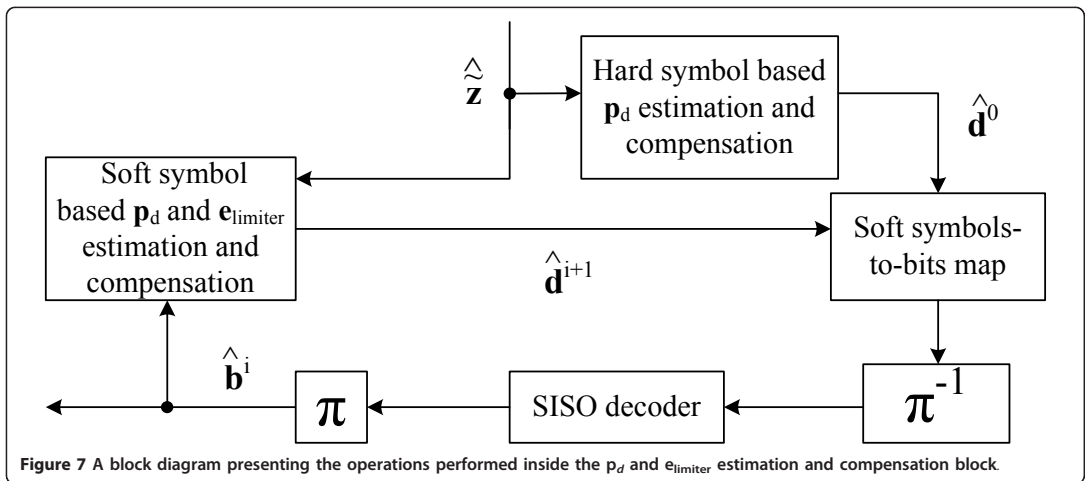 ẑ̃
Hard symbol based
p_d estimation and
compensation
d̂^0
Soft symbol
based p_d and e_limiter
estimation and
compensation
Soft symbols-
to-bits map
d̂^{i+1}
b̂^i
π
SISO decoder
π^{-1}
Figure 7 A block diagram presenting the operations performed inside the p_d and e_limiter estimation and compensation block.